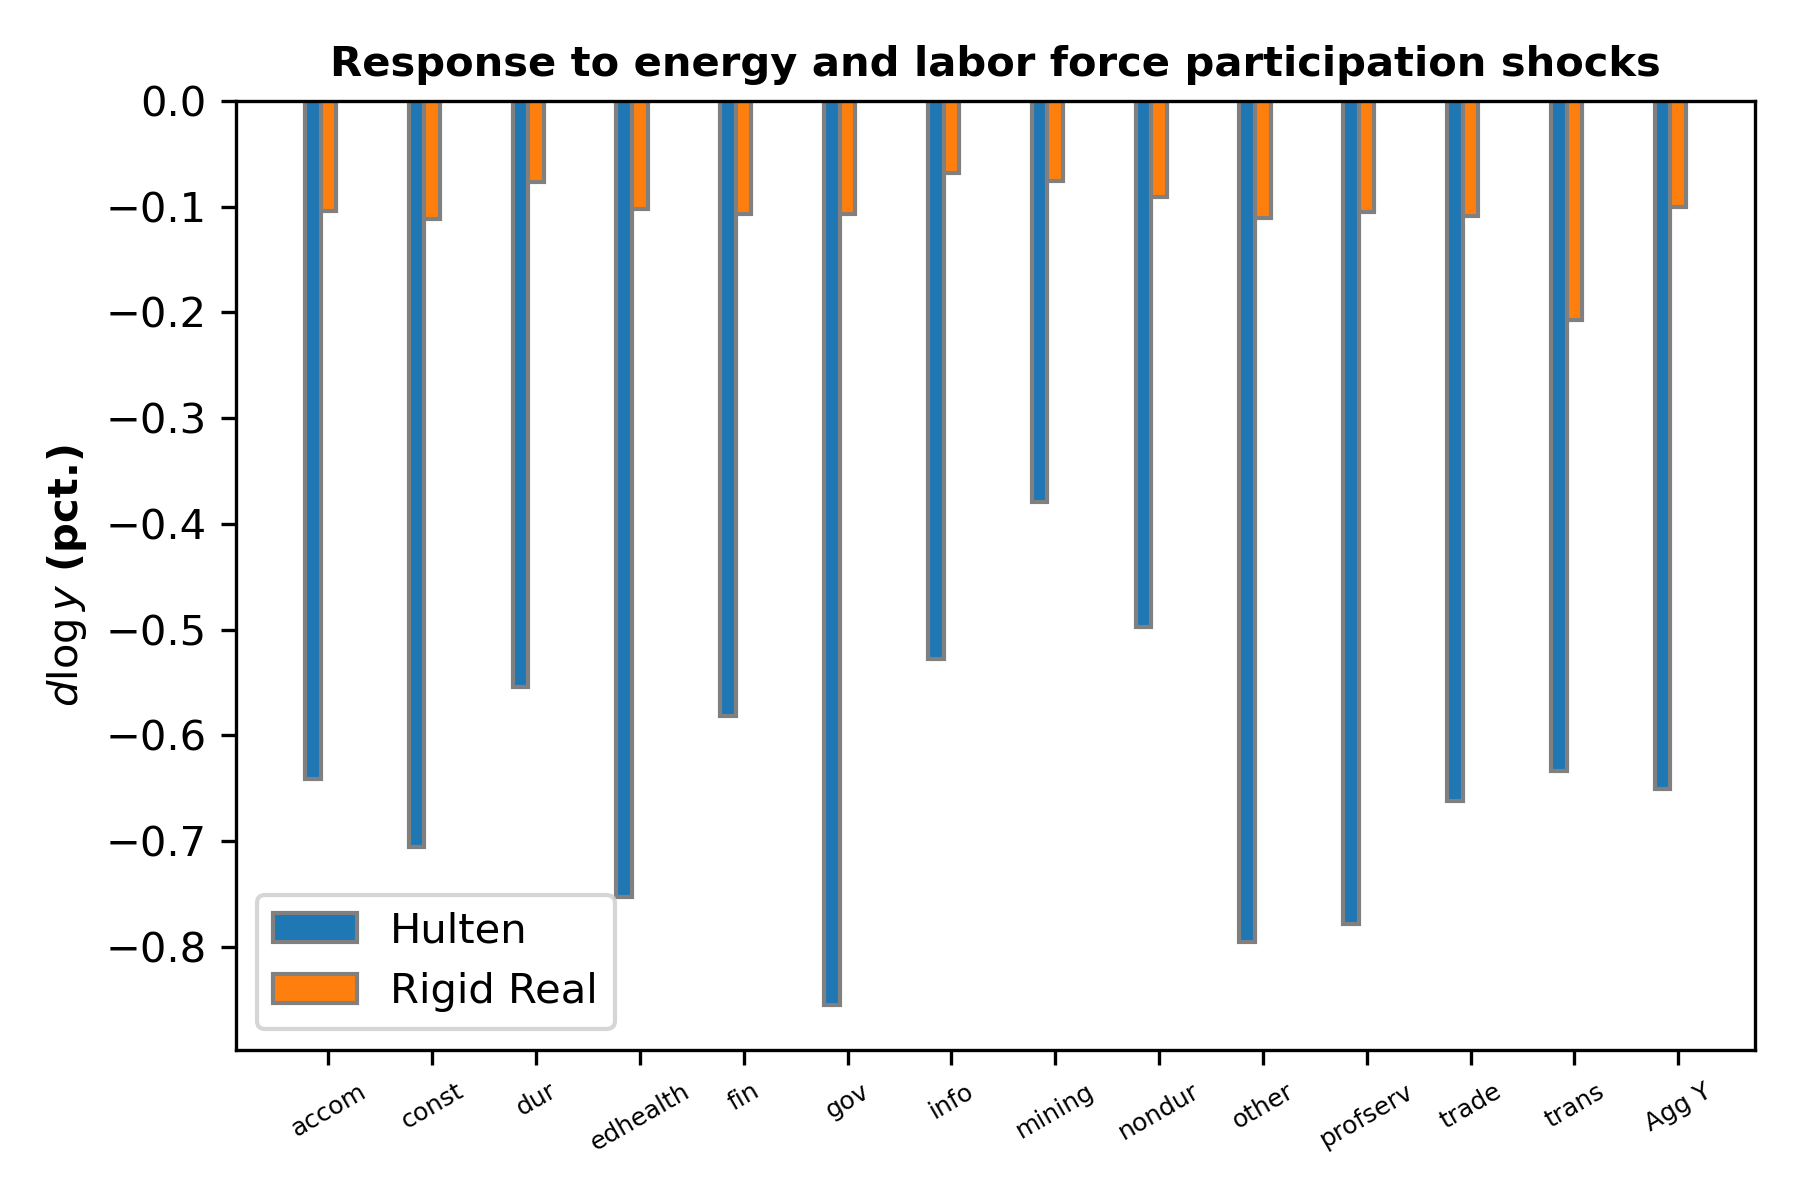 Response to energy and labor force participation shocks
0.0
−0.1
−0.2
−0.3
−0.4
−0.5
−0.6
−0.7
−0.8
dlog y (pct.)
Hulten
Rigid Real
accom
const
dur
edhealth
fin
gov
info
mining
nondur
other
profserv
trade
trans
Agg Y